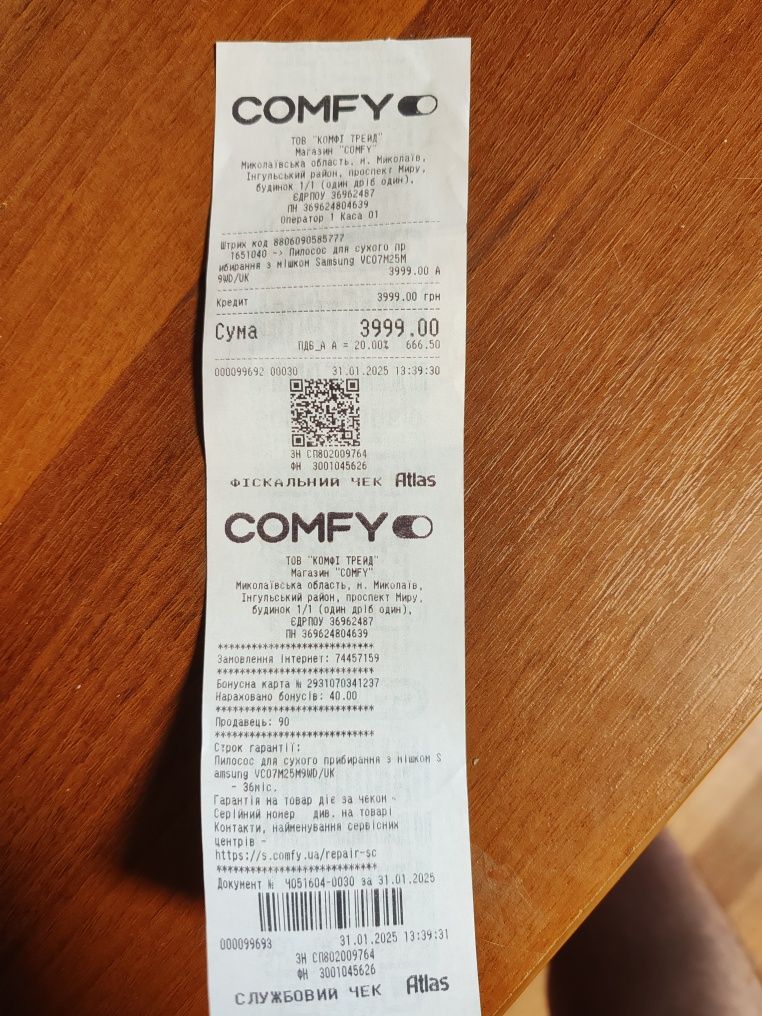 COMFY
ТОВ "КОМФІ ТРЕЙД"
Магазин "COMFY"
Миколаївська область, м. Миколаїв,
Інгульський район, проспект Миру,
будинок 1/1 (один дріб один),
ЄДРПОУ 36962487
ПН 369624804639
Оператор 1 Каса 01
Штрих код 8806090585777
1651040 -> Пилосос для сухого пр
ибирання з мішком Samsung VC07M25M
9WD/UK 3999.00 А
Кредит 3999.00 грн
Сума 3999.00
ПДВ_А А = 20.00% 666.50
000099692 00030 31.01.2025 13:39:30
ЗН СП802009764
ФН 3001045626
ФІСКАЛЬНИЙ ЧЕК Atlas
COMFY
ТОВ "КОМФІ ТРЕЙД"
Магазин "COMFY"
Миколаївська область, м. Миколаїв,
Інгульський район, проспект Миру,
будинок 1/1 (один дріб один),
ЄДРПОУ 36962487
ПН 369624804639
***************************
Замовлення Інтернет: 74457159
***************************
Бонусна карта № 2931070341237
Нараховано бонусів: 40.00
***************************
Продавець: 90
***************************
Строк гарантії:
Пилосос для сухого прибирання з мішком S
amsung VC07M25M9WD/UK
- 36міс.
Гарантія на товар діє за чеком -
Серійний номер див. на товарі
Контакти, найменування сервісних
центрів -
https://s.comfy.ua/repair-sc
***************************
Документ № Ч051604-0030 за 31.01.2025
000099693 31.01.2025 13:39:31
ЗН СП802009764
ФН 3001045626
СЛУЖБОВИЙ ЧЕК Atlas